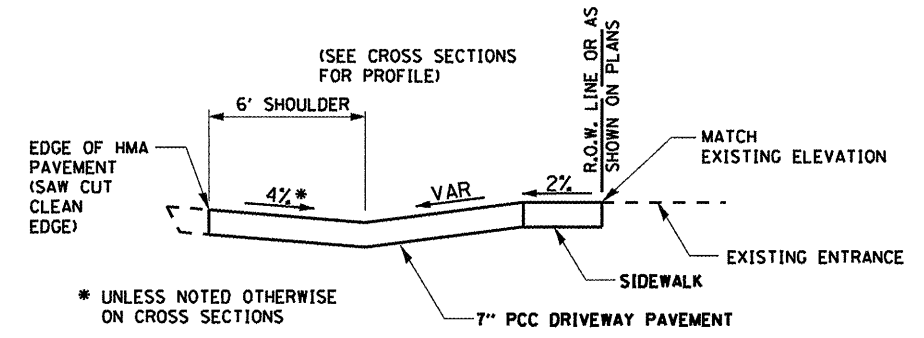 (SEE CROSS SECTIONS
FOR PROFILE)
R.O.W. LINE OR AS
SHOWN ON PLANS
6' SHOULDER
EDGE OF HMA
PAVEMENT
(SAW CUT
CLEAN
EDGE)
MATCH
EXISTING ELEVATION
4%*
VAR
2%
EXISTING ENTRANCE
SIDEWALK
* UNLESS NOTED OTHERWISE
ON CROSS SECTIONS
7" PCC DRIVEWAY PAVEMENT